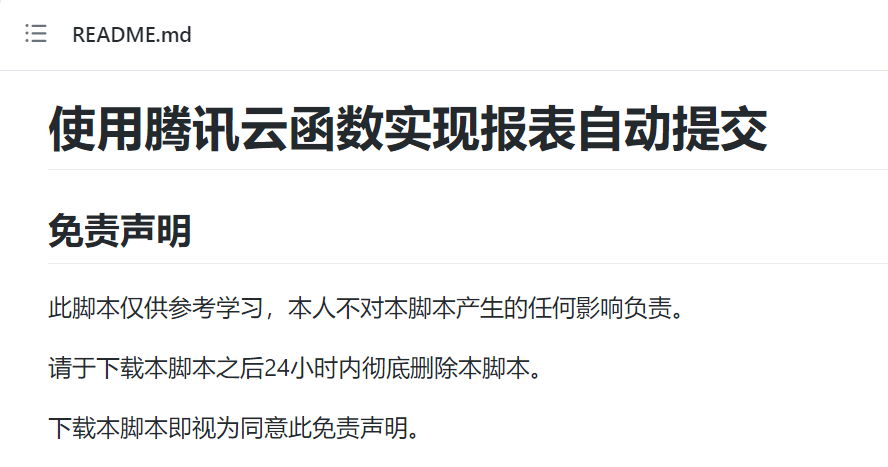 README.md
使用腾讯云函数实现报表自动提交
免责声明
此脚本仅供参考学习，本人不对本脚本产生的任何影响负责。
请于下载本脚本之后24小时内彻底删除本脚本。
下载本脚本即视为同意此免责声明。